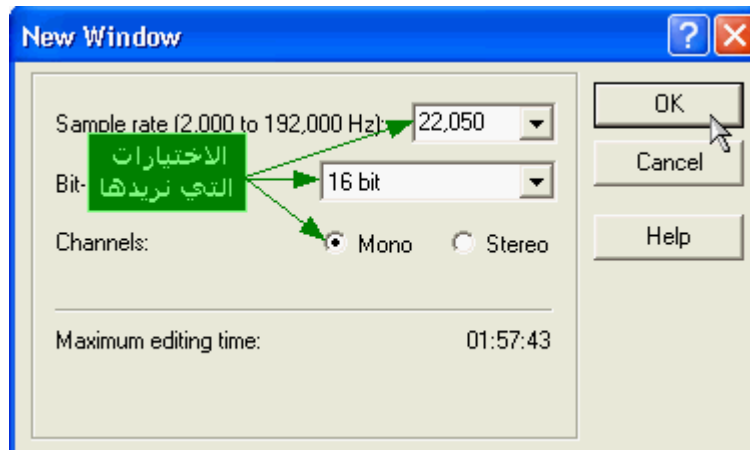 New Window
Sample rate (2,000 to 192,000 Hz): 22,050
OK
الاختيارات
التي نريدها
Bit- 16 bit
Cancel
Channels: Mono Stereo
Help
Maximum editing time: 01:57:43